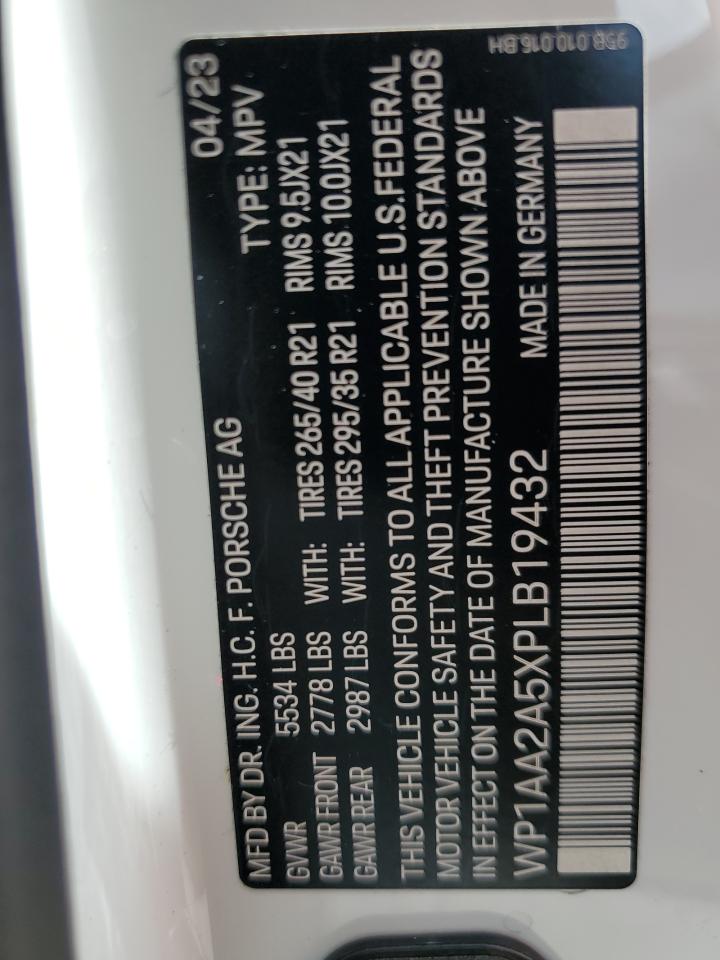 MFD BY DR. ING. H.C. F. PORSCHE AG 04/23
GVWR 5534 LBS TYPE: MPV
GAWR FRONT 2778 LBS WITH: TIRES 265/40 R21 RIMS 9.5JX21
GAWR REAR 2987 LBS WITH: TIRES 295/35 R21 RIMS 10.0JX21
THIS VEHICLE CONFORMS TO ALL APPLICABLE U.S.FEDERAL
MOTOR VEHICLE SAFETY AND THEFT PREVENTION STANDARDS
IN EFFECT ON THE DATE OF MANUFACTURE SHOWN ABOVE
WP1AA2A5XPLB19432 MADE IN GERMANY
95B.010.016.BH